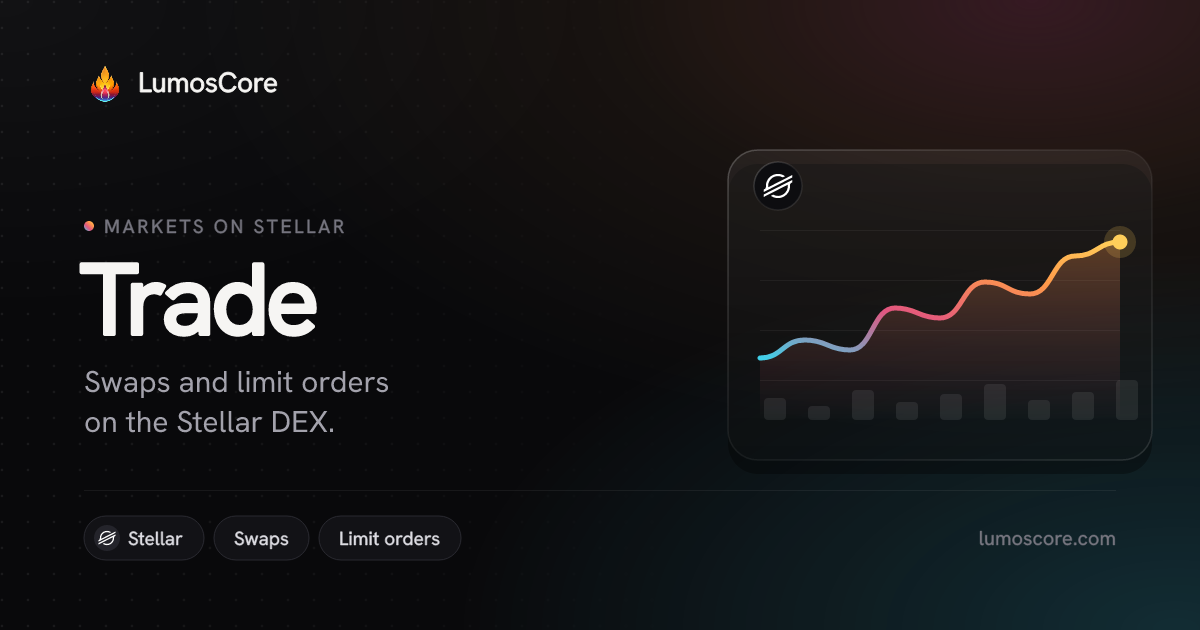 LumosCore
MARKETS ON STELLAR
Trade
Swaps and limit orders
on the Stellar DEX.
Stellar
Swaps
Limit orders
lumoscore.com